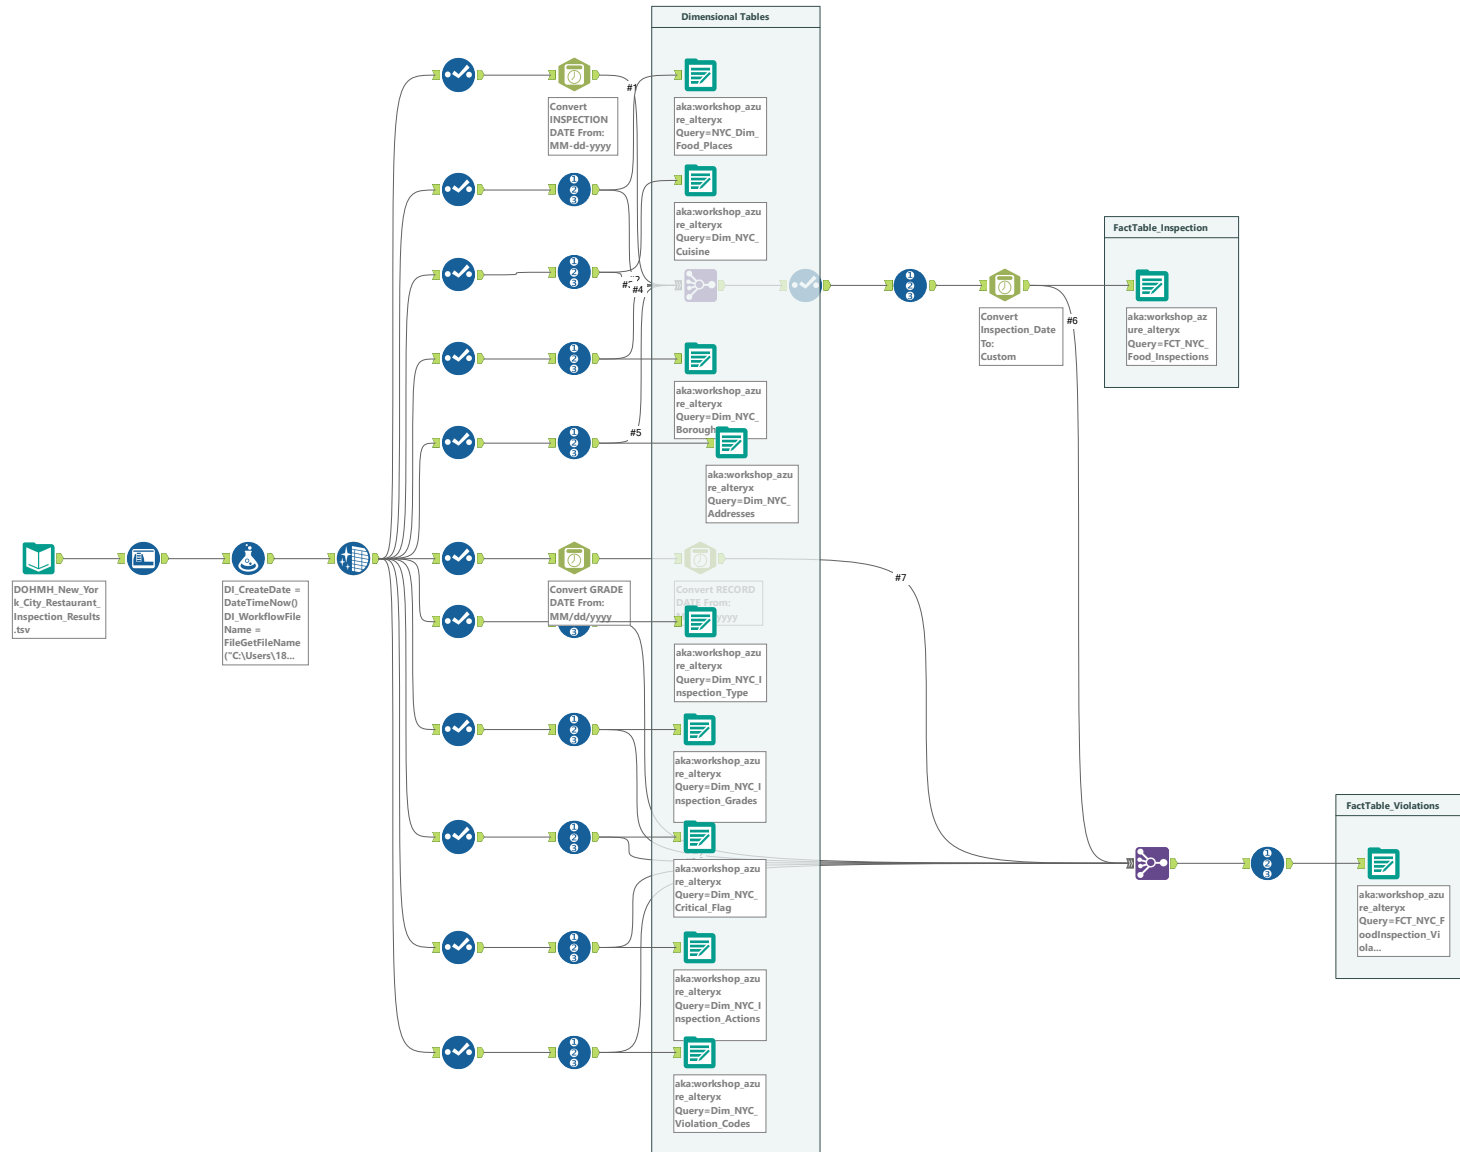 Dimensional Tables
#1
Convert
INSPECTION
DATE From:
MM-dd-yyyy
aka:workshop_azu
re_alteryx
Query=NYC_Dim_
Food_Places
aka:workshop_azu
re_alteryx
Query=Dim_NYC_
Cuisine
#4
FactTable_Inspection
Convert
Inspection_Date
To:
Custom
#6
aka:workshop_az
ure_alteryx
Query=FCT_NYC_
Food_Inspections
aka:workshop_azu
re_alteryx
Query=Dim_NYC_
Borough
#5
aka:workshop_azu
re_alteryx
Query=Dim_NYC_
Addresses
DOHMH_New_Yor
k_City_Restaurant_
Inspection_Results
.tsv
DI_CreateDate =
DateTimeNow()
DI_WorkflowFile
Name =
FileGetFileName
("C:\Users\18...
Convert GRADE
DATE From:
MM/dd/yyyy
Convert RECORD
DATE From:
yyyy
#7
aka:workshop_azu
re_alteryx
Query=Dim_NYC_I
nspection_Type
aka:workshop_azu
re_alteryx
Query=Dim_NYC_I
nspection_Grades
aka:workshop_azu
re_alteryx
Query=Dim_NYC_
Critical_Flag
aka:workshop_azu
re_alteryx
Query=Dim_NYC_I
nspection_Actions
aka:workshop_azu
re_alteryx
Query=Dim_NYC_
Violation_Codes
FactTable_Violations
aka:workshop_azu
re_alteryx
Query=FCT_NYC_F
oodInspection_Vi
ola...